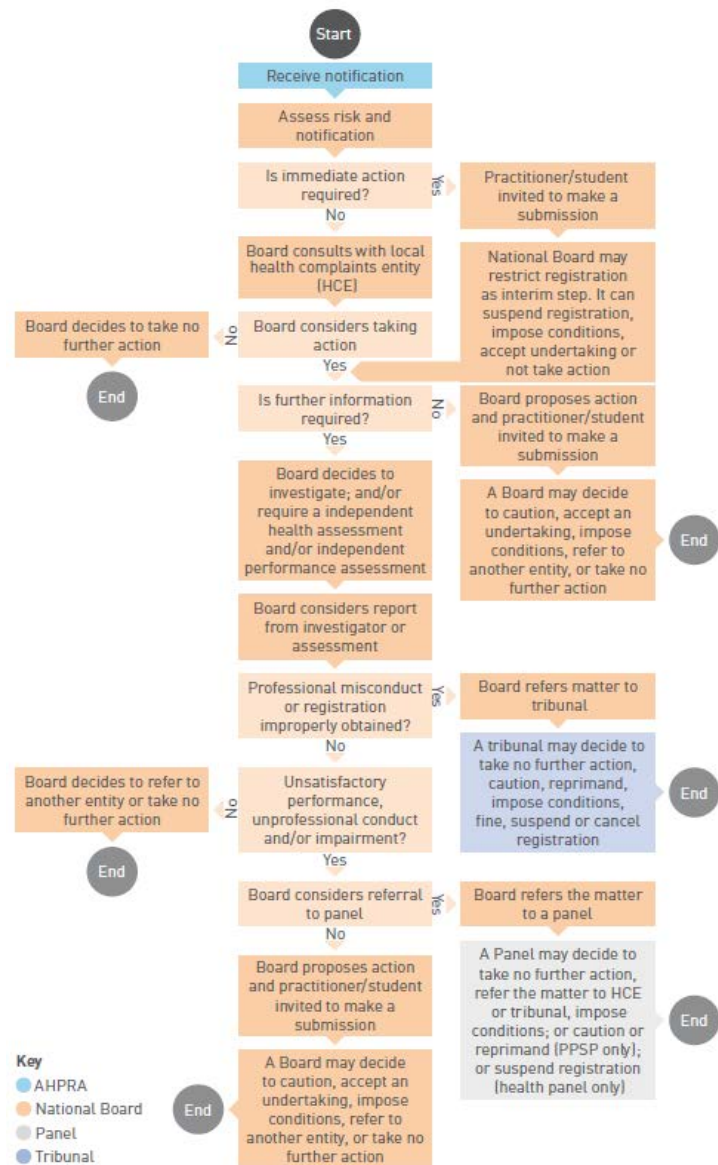 Start
Receive notification
Assess risk and
notification
Is immediate action
required?
Yes
No
Practitioner/student
invited to make a
submission
National Board may
restrict registration
as interim step. It can
suspend registration,
impose conditions,
accept undertaking or
not take action
Board consults with local
health complaints entity
(HCE)
Board considers taking
action
No
Yes
Board decides to take no
further action
End
Is further information
required?
No
Yes
Board proposes action
and practitioner/student
invited to make a
submission
A Board may decide
to caution, accept an
undertaking, impose
conditions, refer to
another entity, or take no
further action
End
Board decides to
investigate; and/or
require a independent
health assessment
and/or independent
performance assessment
Board considers report
from investigator or
assessment
Professional misconduct
or registration
improperly obtained?
Yes
No
Board refers matter to
tribunal
A tribunal may decide to
take no further action,
caution, reprimand,
impose conditions,
fine, suspend or cancel
registration
End
Unsatisfactory
performance,
unprofessional conduct
and/or impairment?
No
Yes
Board decides to refer to
another entity or take no
further action
End
Board considers referral
to panel
Yes
No
Board refers the matter
to a panel
A Panel may decide to
take no further action,
refer the matter to HCE
or tribunal, impose
conditions; or caution or
reprimand (PPSP only);
or suspend registration
(health panel only)
End
Board proposes action
and practitioner/student
invited to make a
submission
A Board may decide
to caution, accept an
undertaking, impose
conditions, refer to
another entity, or take no
further action
End
Key
AHPRA
National Board
Panel
Tribunal